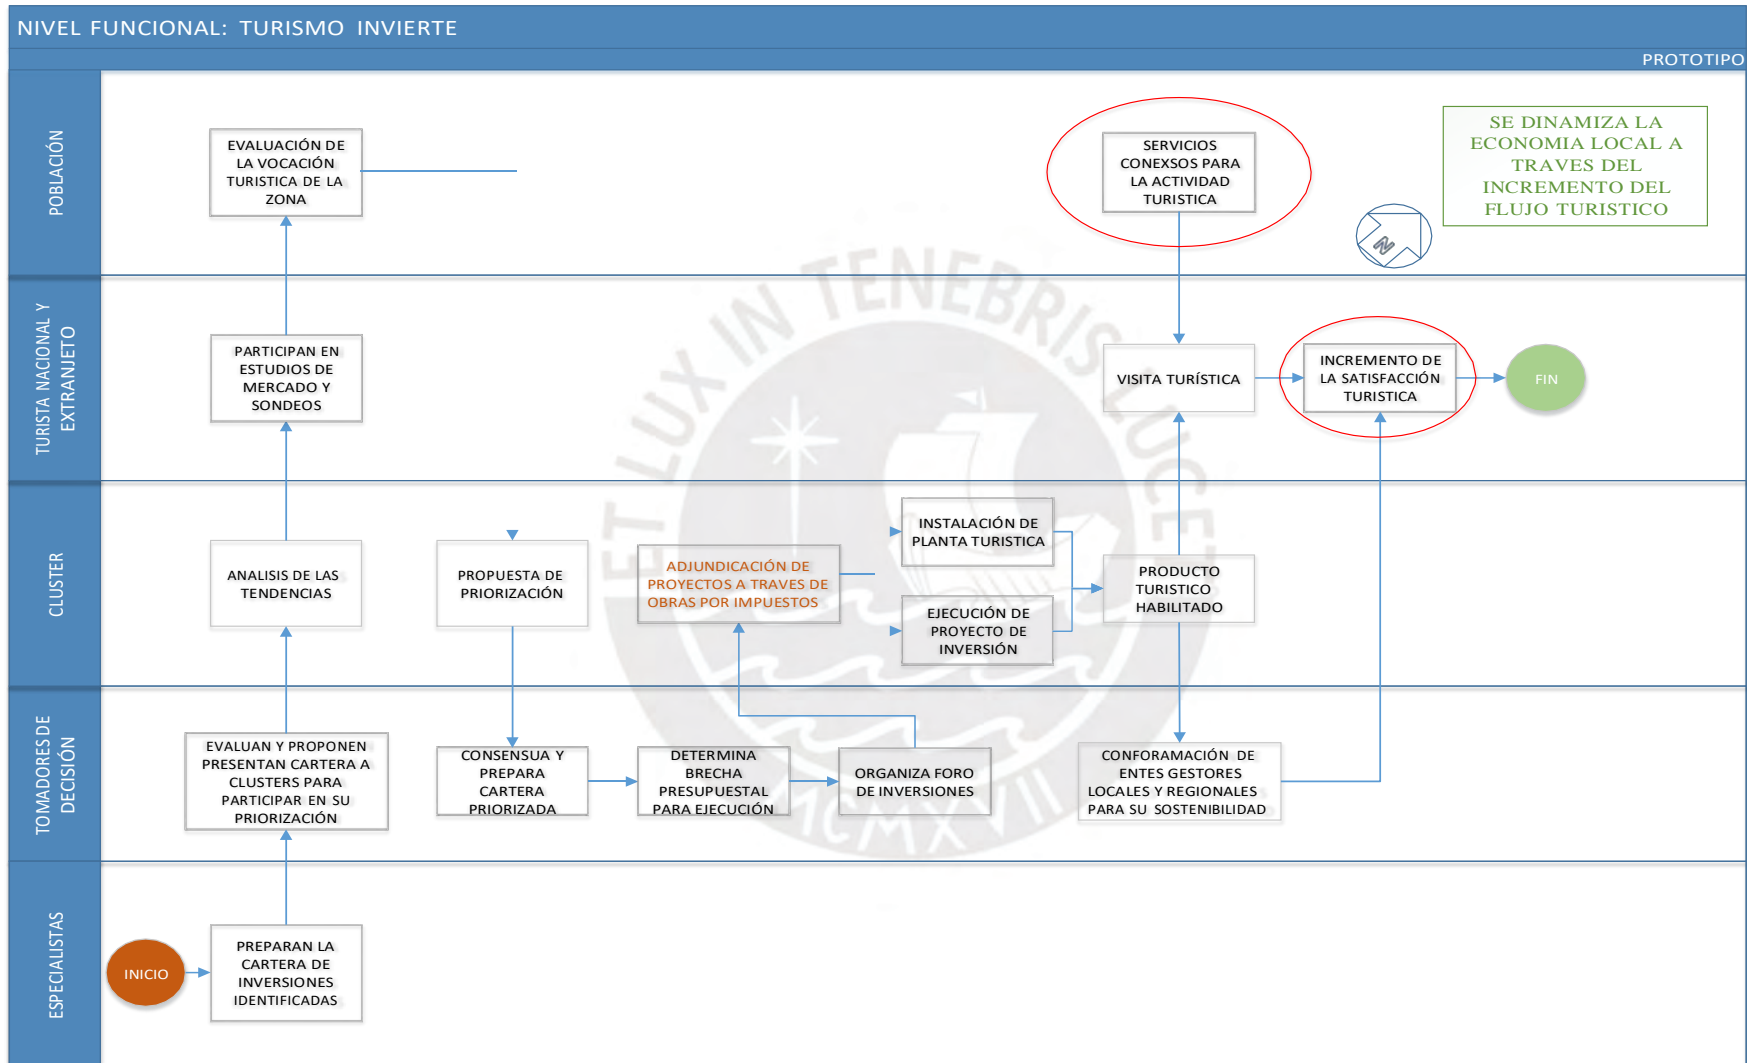 NIVEL FUNCIONAL: TURISMO INVIERTE
PROTOTIPO
POBLACIÓN
EVALUACIÓN DE
LA VOCACIÓN
TURISTICA DE LA
ZONA
SERVICIOS
CONEXSOS PARA
LA ACTIVIDAD
TURISTICA
SE DINAMIZA LA
ECONOMIA LOCAL A
TRAVES DEL
INCREMENTO DEL
FLUJO TURISTICO
N
TURISTA NACIONAL Y
EXTRANJETO
PARTICIPAN EN
ESTUDIOS DE
MERCADO Y
SONDEOS
VISITA TURÍSTICA
INCREMENTO DE
LA SATISFACCIÓN
TURISTICA
FIN
CLUSTER
ANALISIS DE LAS
TENDENCIAS
PROPUESTA DE
PRIORIZACIÓN
ADJUNDICACIÓN DE
PROYECTOS A TRAVES DE
OBRAS POR IMPUESTOS
INSTALACIÓN DE
PLANTA TURISTICA
EJECUCIÓN DE
PROYECTO DE
INVERSIÓN
PRODUCTO
TURISTICO
HABILITADO
TOMADORES DE
DECISIÓN
EVALUAN Y PROPONEN
PRESENTAN CARTERA A
CLUSTERS PARA
PARTICIPAR EN SU
PRIORIZACIÓN
CONSENSUA Y
PREPARA
CARTERA
PRIORIZADA
DETERMINA
BRECHA
PRESUPUESTAL
PARA EJECUCIÓN
ORGANIZA FORO
DE INVERSIONES
CONFORAMACIÓN DE
ENTES GESTORES
LOCALES Y REGIONALES
PARA SU SOSTENIBILIDAD
ESPECIALISTAS
INICIO
PREPARAN LA
CARTERA DE
INVERSIONES
IDENTIFICADAS
ET LUX IN TENEBRIS LUCET
MCMXVII